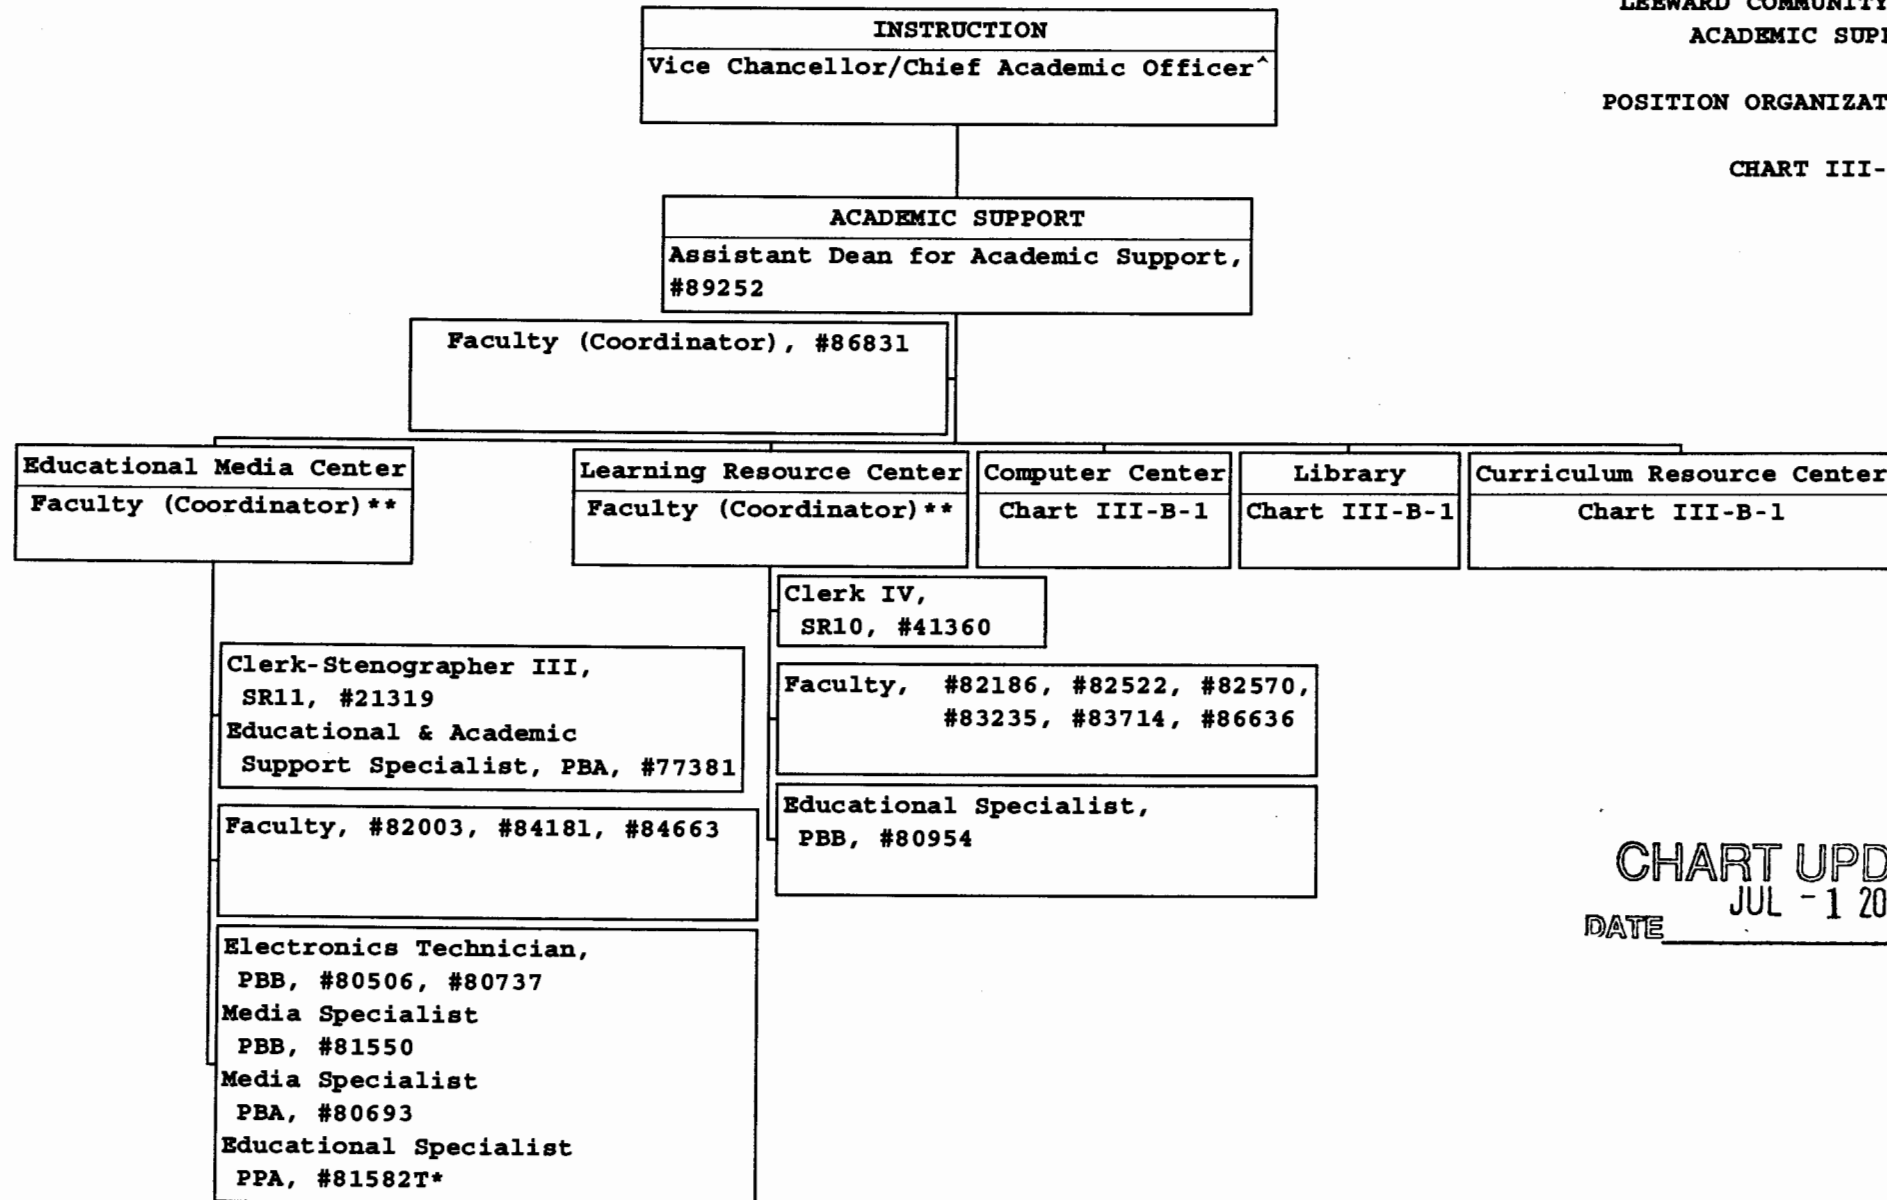 LEEWARD COMMUNITY
ACADEMIC
POSITION
CHART III-
INSTRUCTION
Vice Chancellor/Chief Academic Officer^
ACADEMIC SUPPORT
Assistant Dean for Academic Support,
#89252
Faculty (Coordinator), #86831
Educational Media Center
Faculty (Coordinator)**
Learning Resource Center
Faculty (Coordinator)**
Computer Center
Chart III-B-1
Library
Chart III-B-1
Curriculum Resource Center
Chart III-B-1
Clerk-Stenographer III,
SR11, #21319
Educational & Academic
Support Specialist, PBA, #77381
Faculty, #82003, #84181, #84663
Electronics Technician,
PBB, #80506, #80737
Media Specialist
PBB, #81550
Media Specialist
PBA, #80693
Educational Specialist
PPA, #81582T*
Clerk IV,
SR10, #41360
Faculty, #82186, #82522, #82570,
#83235, #83714, #86636
Educational Specialist,
PBB, #80954
CHART
JUL - 1
DATE